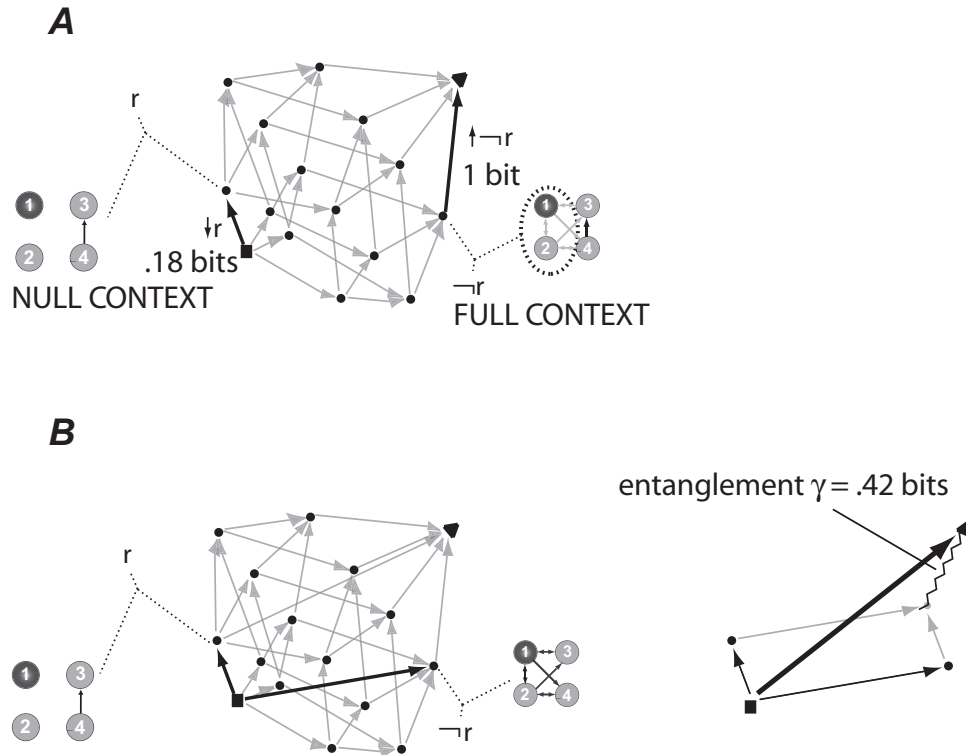 A
r
1 3
2 4
↓r
.18 bits
NULL CONTEXT
↑¬r
1 bit
1 3
2 4
¬r
FULL CONTEXT
B
entanglement γ = .42 bits
r
1 3
2 4
1 3
2 4
¬r